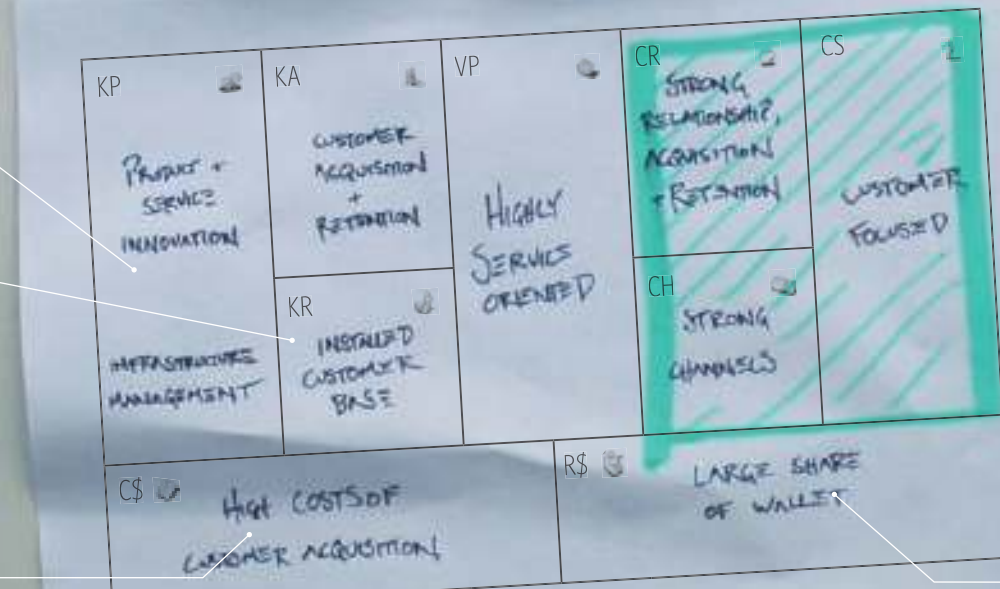 KP
PRODUCT +
SERVICE
INNOVATION
INFRASTRUCTURE
MANAGEMENT
KA
CUSTOMER
ACQUISITION
+
RETENTION
KR
INSTALLED
CUSTOMER
BASE
VP
HIGHLY
SERVICE
ORIENTED
CR
STRONG
RELATIONSHIP,
ACQUISITION
+ RETENTION
CH
STRONG
CHANNELS
CS
CUSTOMER
FOCUSED
C$
HIGH COSTS OF
CUSTOMER ACQUISITION
R$
LARGE SHARE
OF WALLET